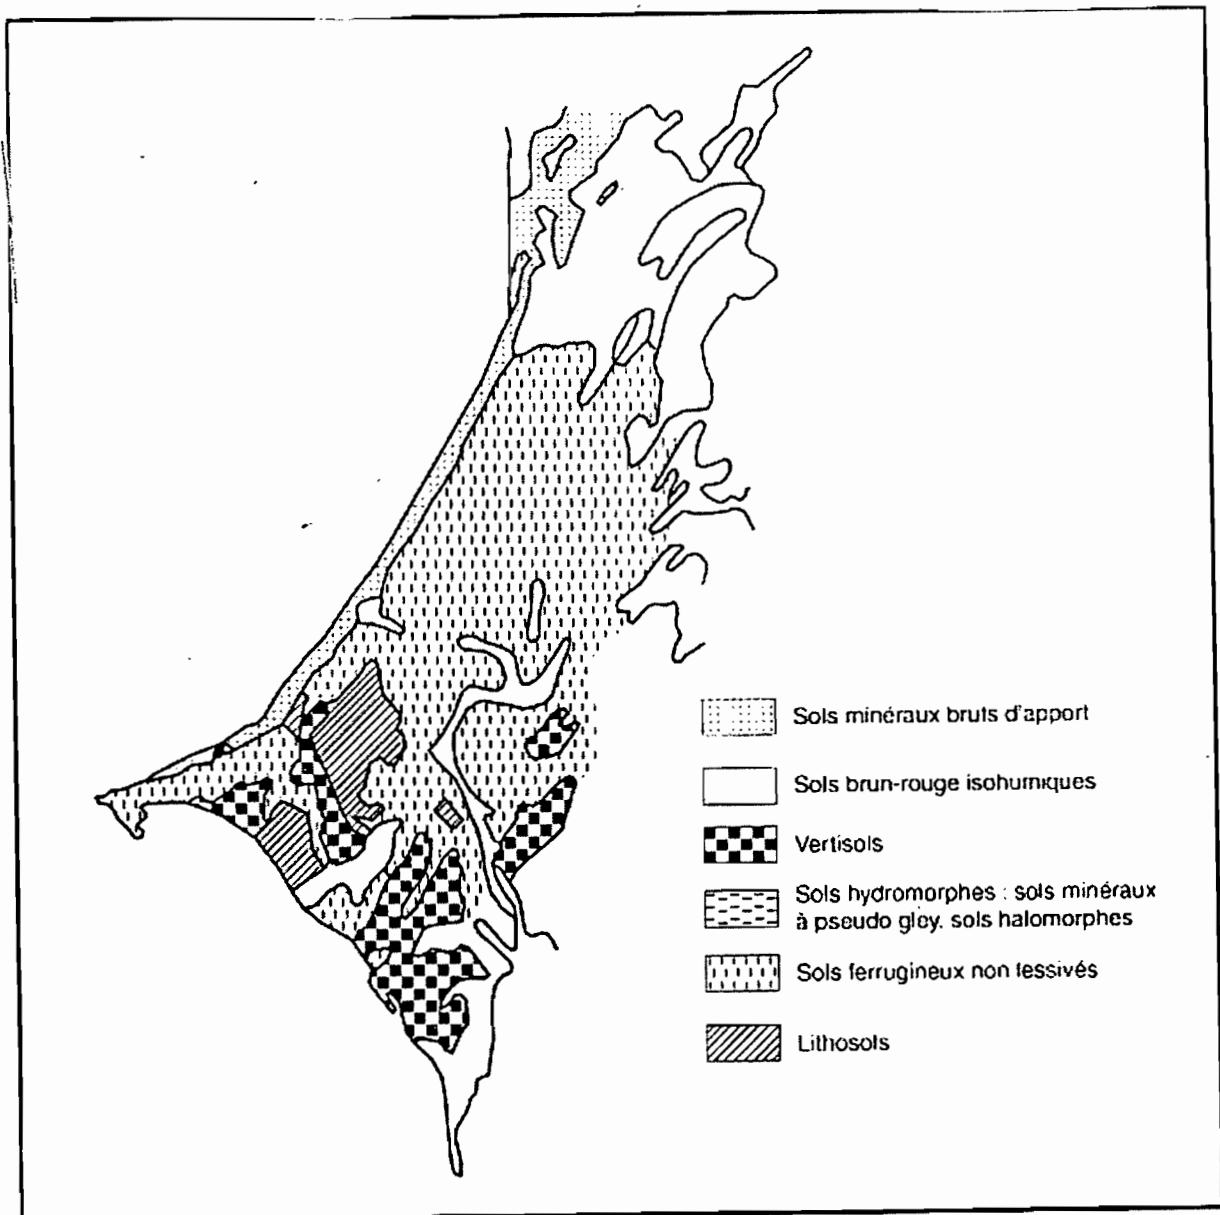 Sols minéraux bruts d'apport
Sols brun-rouge isohumiques
Vertisols
Sols hydromorphes : sols minéraux
à pseudo gley. sols halomorphes
Sols ferrugineux non lessivés
Lithosols